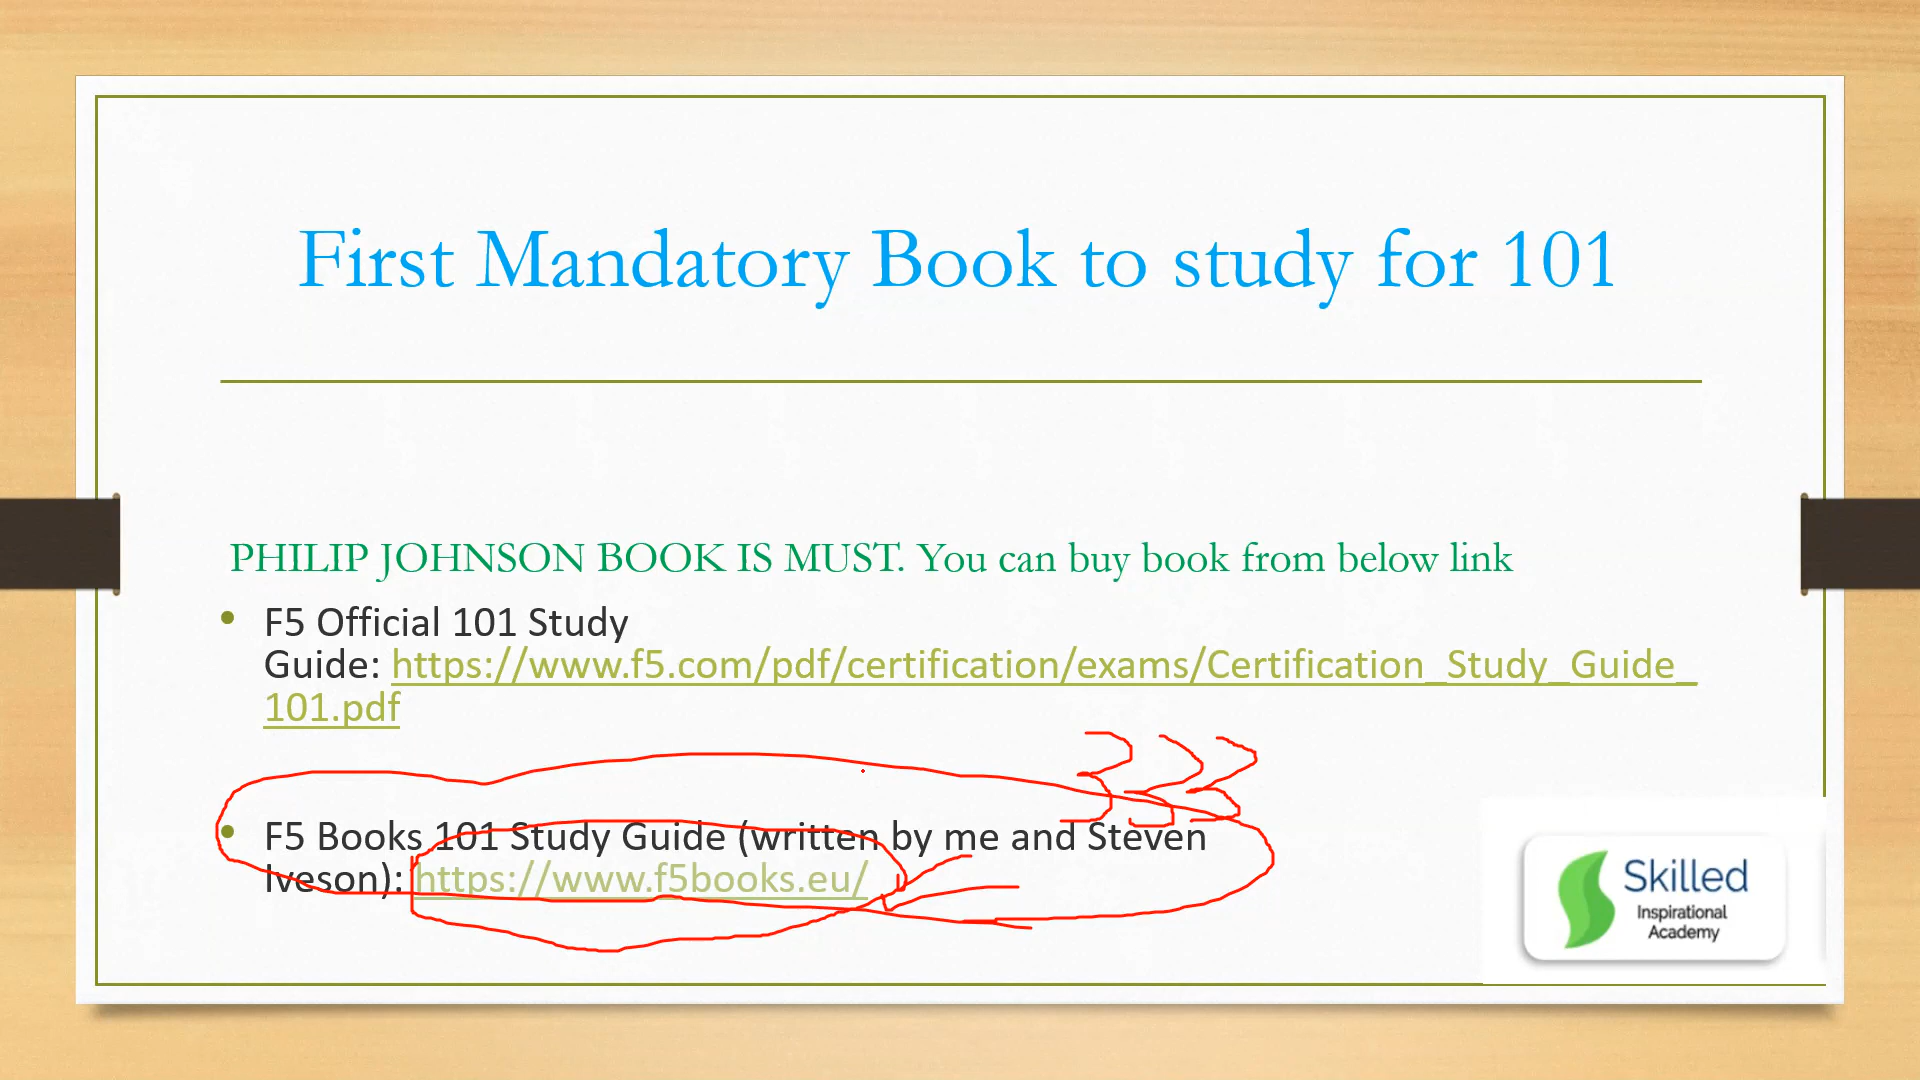 First Mandatory Book to study for 101
PHILIP JOHNSON BOOK IS MUST. You can buy book from below link
F5 Official 101 Study
Guide: https://www.f5.com/pdf/certification/exams/Certification_Study_Guide_
101.pdf
333
F5 Books 101 Study Guide (written by me and Steven
Iveson): https://www.f5books.eu/
Skilled
Inspirational
Academy